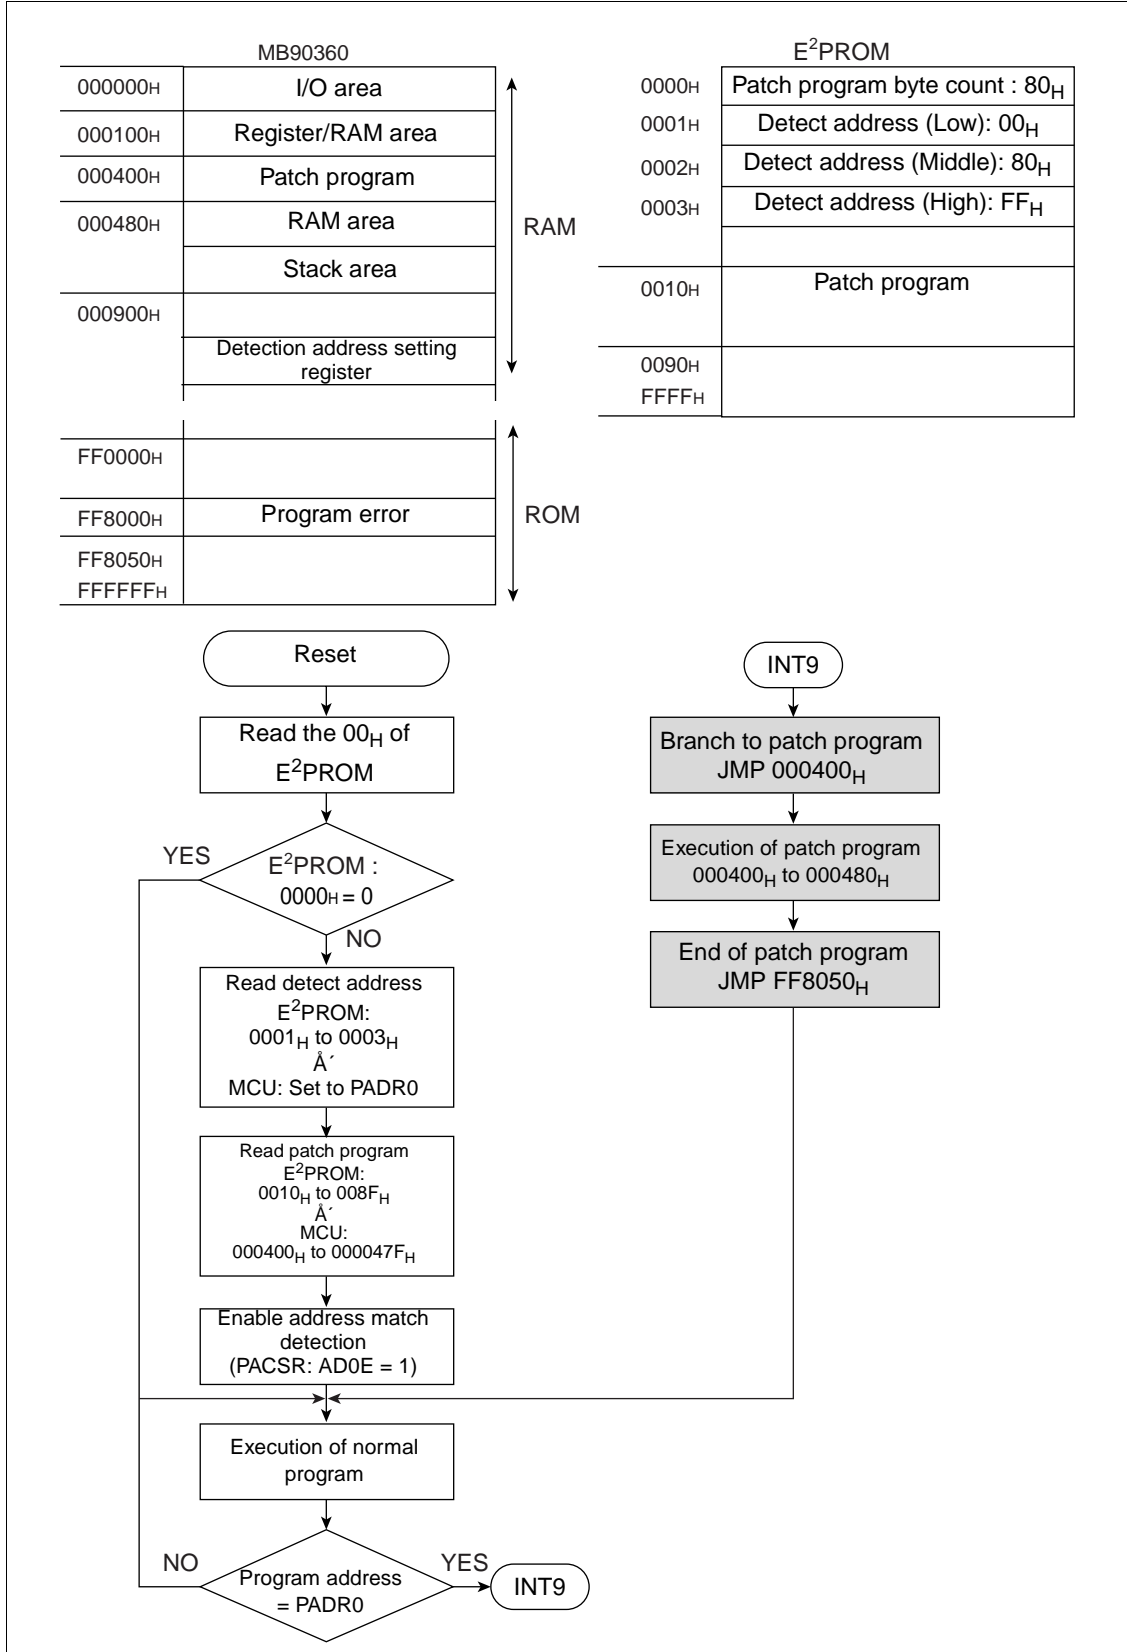 MB90360
000000H I/O area
000100H Register/RAM area
000400H Patch program
000480H RAM area
Stack area
000900H
Detection address setting
register
RAM
FF0000H
FF8000H Program error
FF8050H
FFFFFFH
ROM
E²PROM
0000H Patch program byte count : 80H
0001H Detect address (Low): 00H
0002H Detect address (Middle): 80H
0003H Detect address (High): FFH
0010H Patch program
0090H
FFFFH
Reset
Read the 00H of
E²PROM
YES
E²PROM :
0000H = 0
NO
Read detect address
E²PROM:
0001H to 0003H
Å´
MCU: Set to PADR0
Read patch program
E²PROM:
0010H to 008FH
Å´
MCU:
000400H to 000047FH
Enable address match
detection
(PACSR: AD0E = 1)
Execution of normal
program
NO
Program address
= PADR0
YES
INT9
INT9
Branch to patch program
JMP 000400H
Execution of patch program
000400H to 000480H
End of patch program
JMP FF8050H